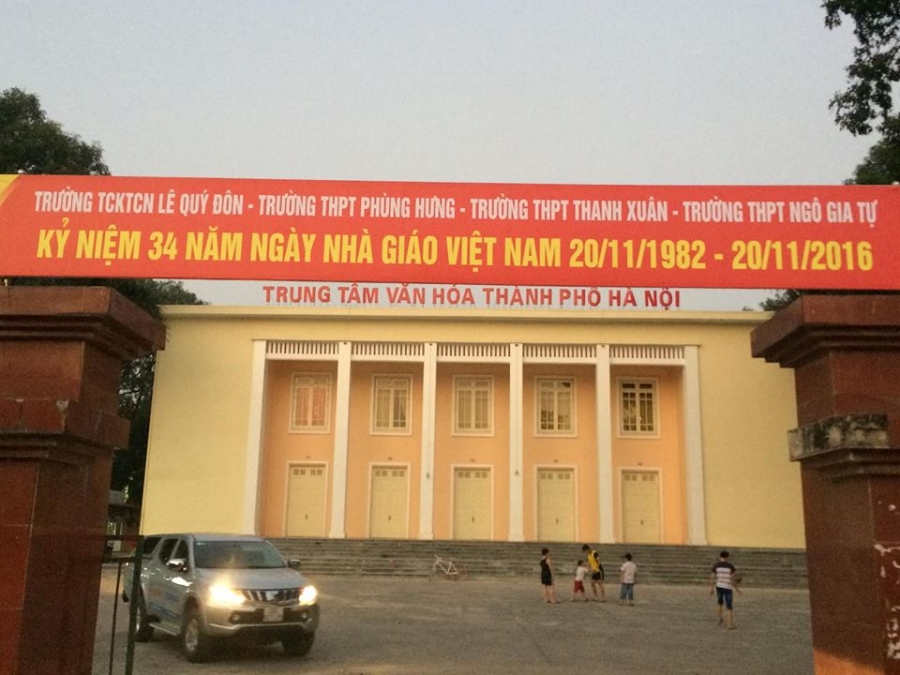 TRƯỜNG TCKTCN LÊ QUÝ ĐÔN - TRƯỜNG THPT PHÙNG HƯNG - TRƯỜNG THPT THANH XUÂN - TRƯỜNG THPT NGÔ GIA TỰ
KỶ NIỆM 34 NĂM NGÀY NHÀ GIÁO VIỆT NAM 20/11/1982 - 20/11/2016
TRUNG TÂM VĂN HÓA THÀNH PHỐ HÀ NỘI